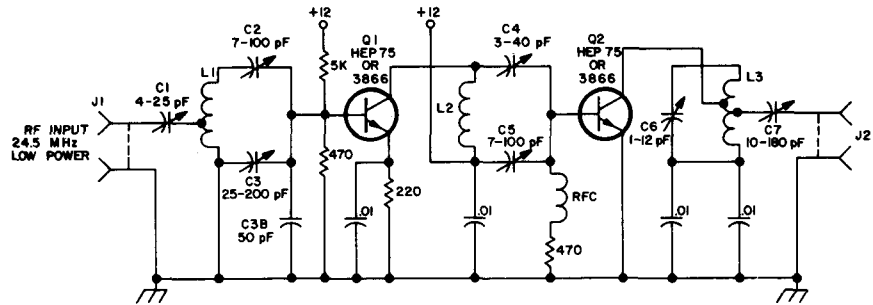 J1
RF INPUT
24.5 MHz
LOW POWER
C1
4-25 pF
L1
C2
7-100 pF
C3
25-200 pF
C3B
50 pF
+12
5K
470
Q1
HEP 75
OR
3866
.01
220
+12
L2
C4
3-40 pF
C5
7-100 pF
.01
RFC
470
Q2
HEP 75
OR
3866
C6
1-12 pF
L3
C7
10-180 pF
J2
.01
.01